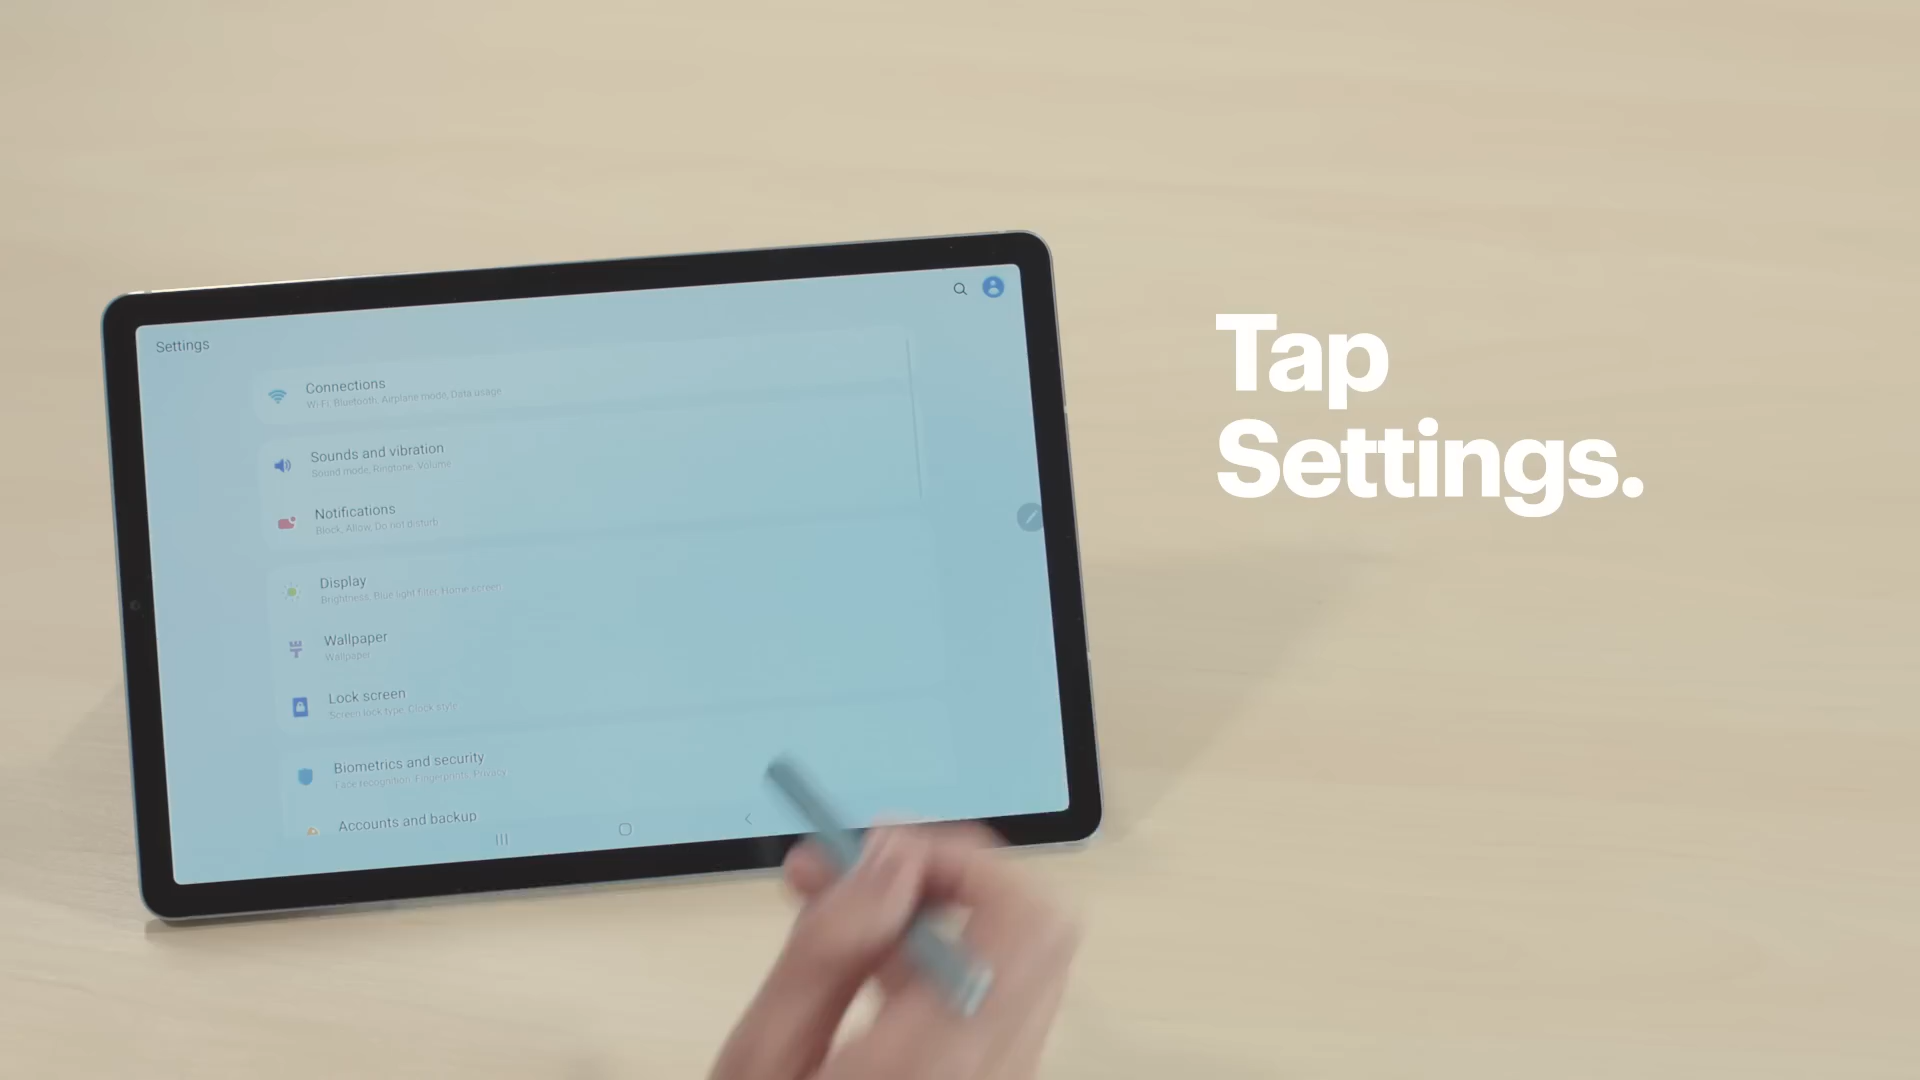 Settings
Connections
Wi-Fi, Bluetooth, Airplane mode, Data usage
Sounds and vibration
Sound mode, Ringtone, Volume
Notifications
Block, Allow, Do not disturb
Display
Brightness, Blue light filter, Home screen
Wallpaper
Wallpaper
Lock screen
Screen lock type, Clock style
Biometrics and security
Face recognition, Fingerprints, Privacy
Accounts and backup
Tap
Settings.